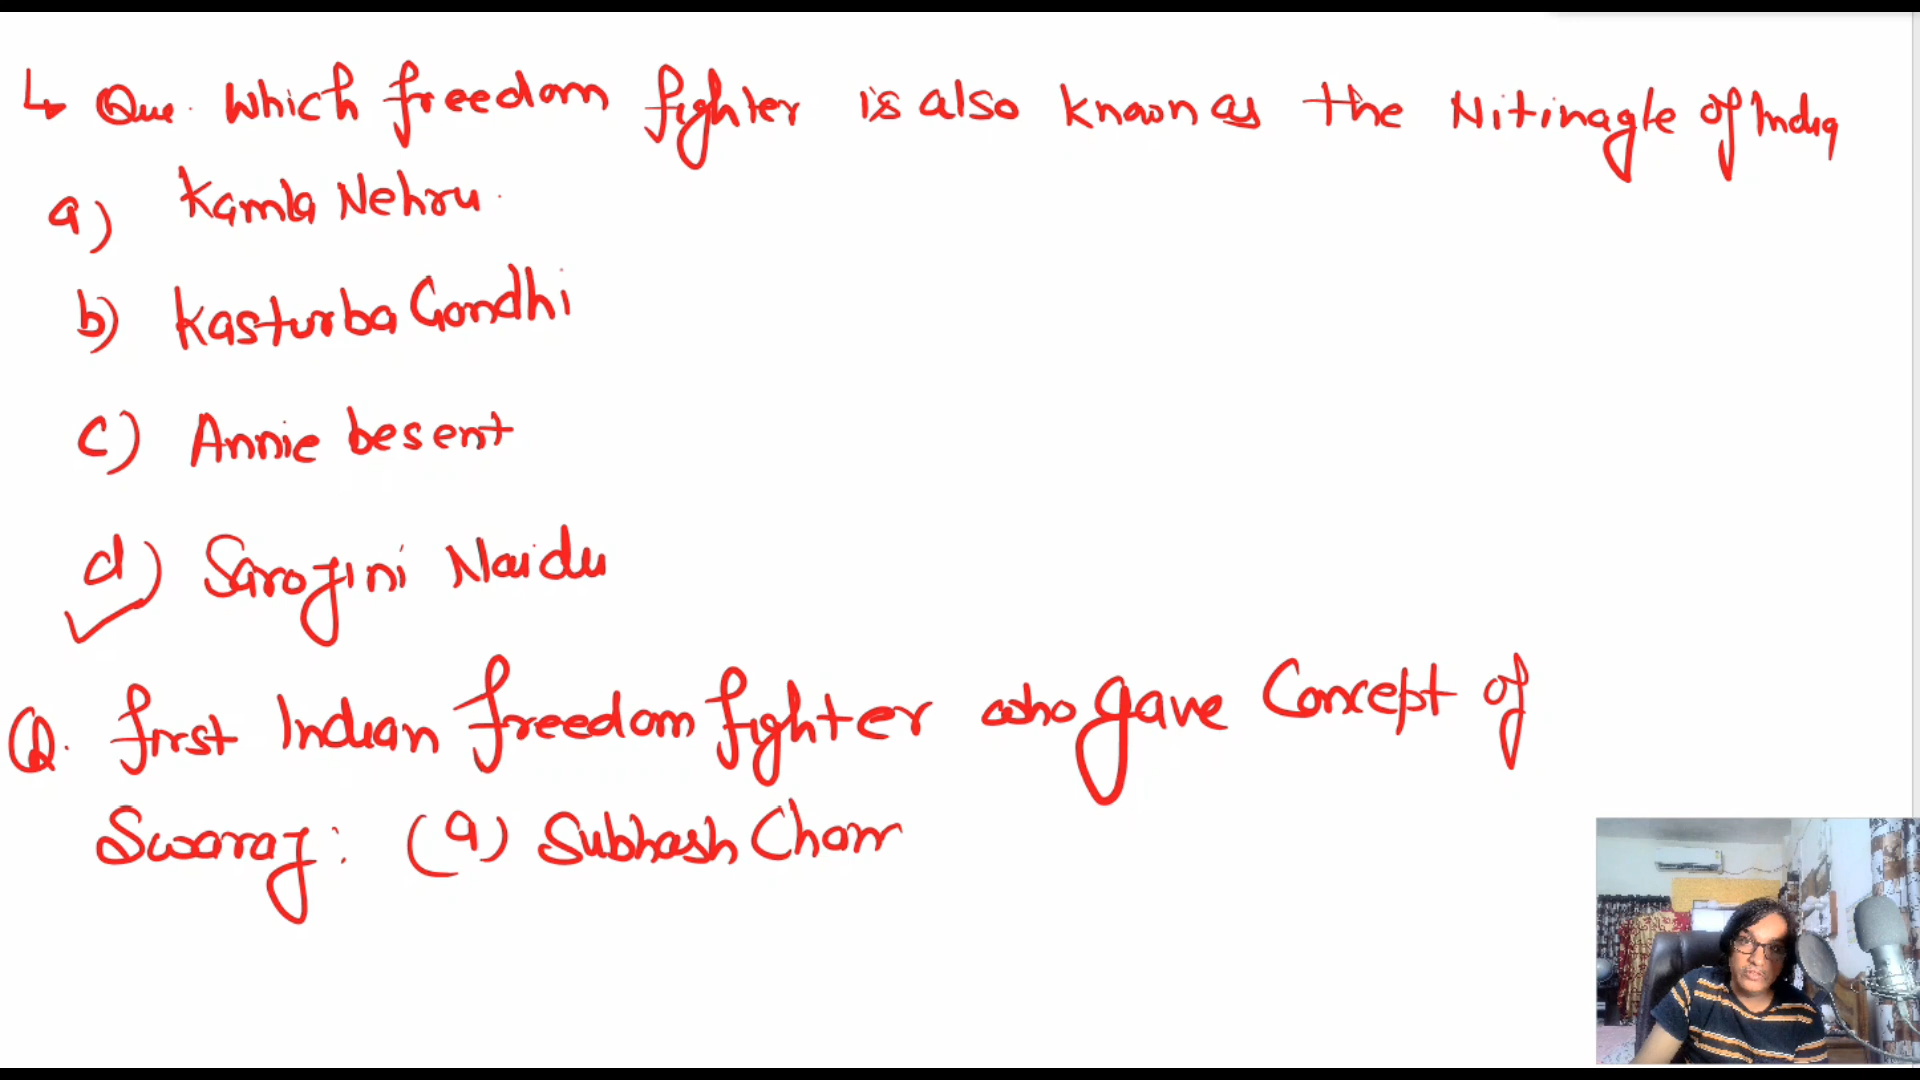 ↳ Que. Which freedom fighter is also known as the Nitinagle of India
a) Kamla Nehru.
b) Kasturba Gandhi
c) Annie besent
d) Sarojini Naidu
Q. first Indian freedom fighter who gave Concept of
Swaraj: (a) Subhash Chan